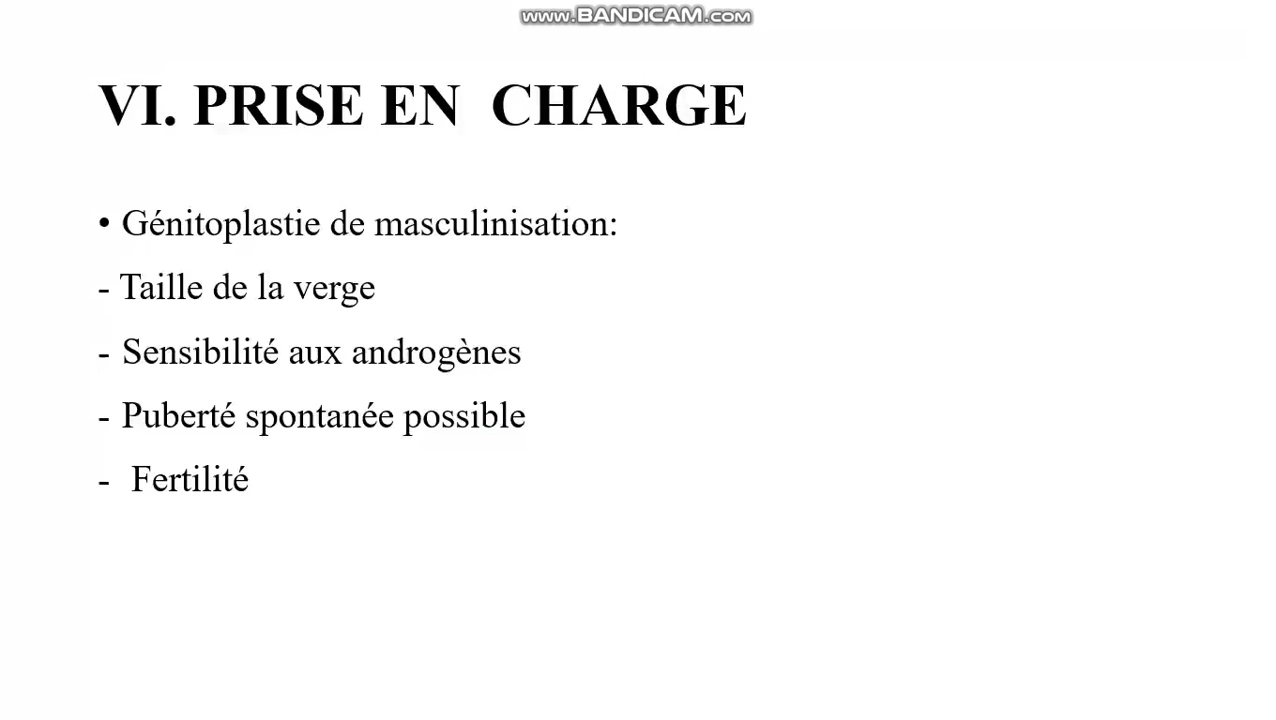 www.BANDICAM.com
VI. PRISE EN CHARGE
• Génitoplastie de masculinisation:
- Taille de la verge
- Sensibilité aux androgènes
- Puberté spontanée possible
- Fertilité